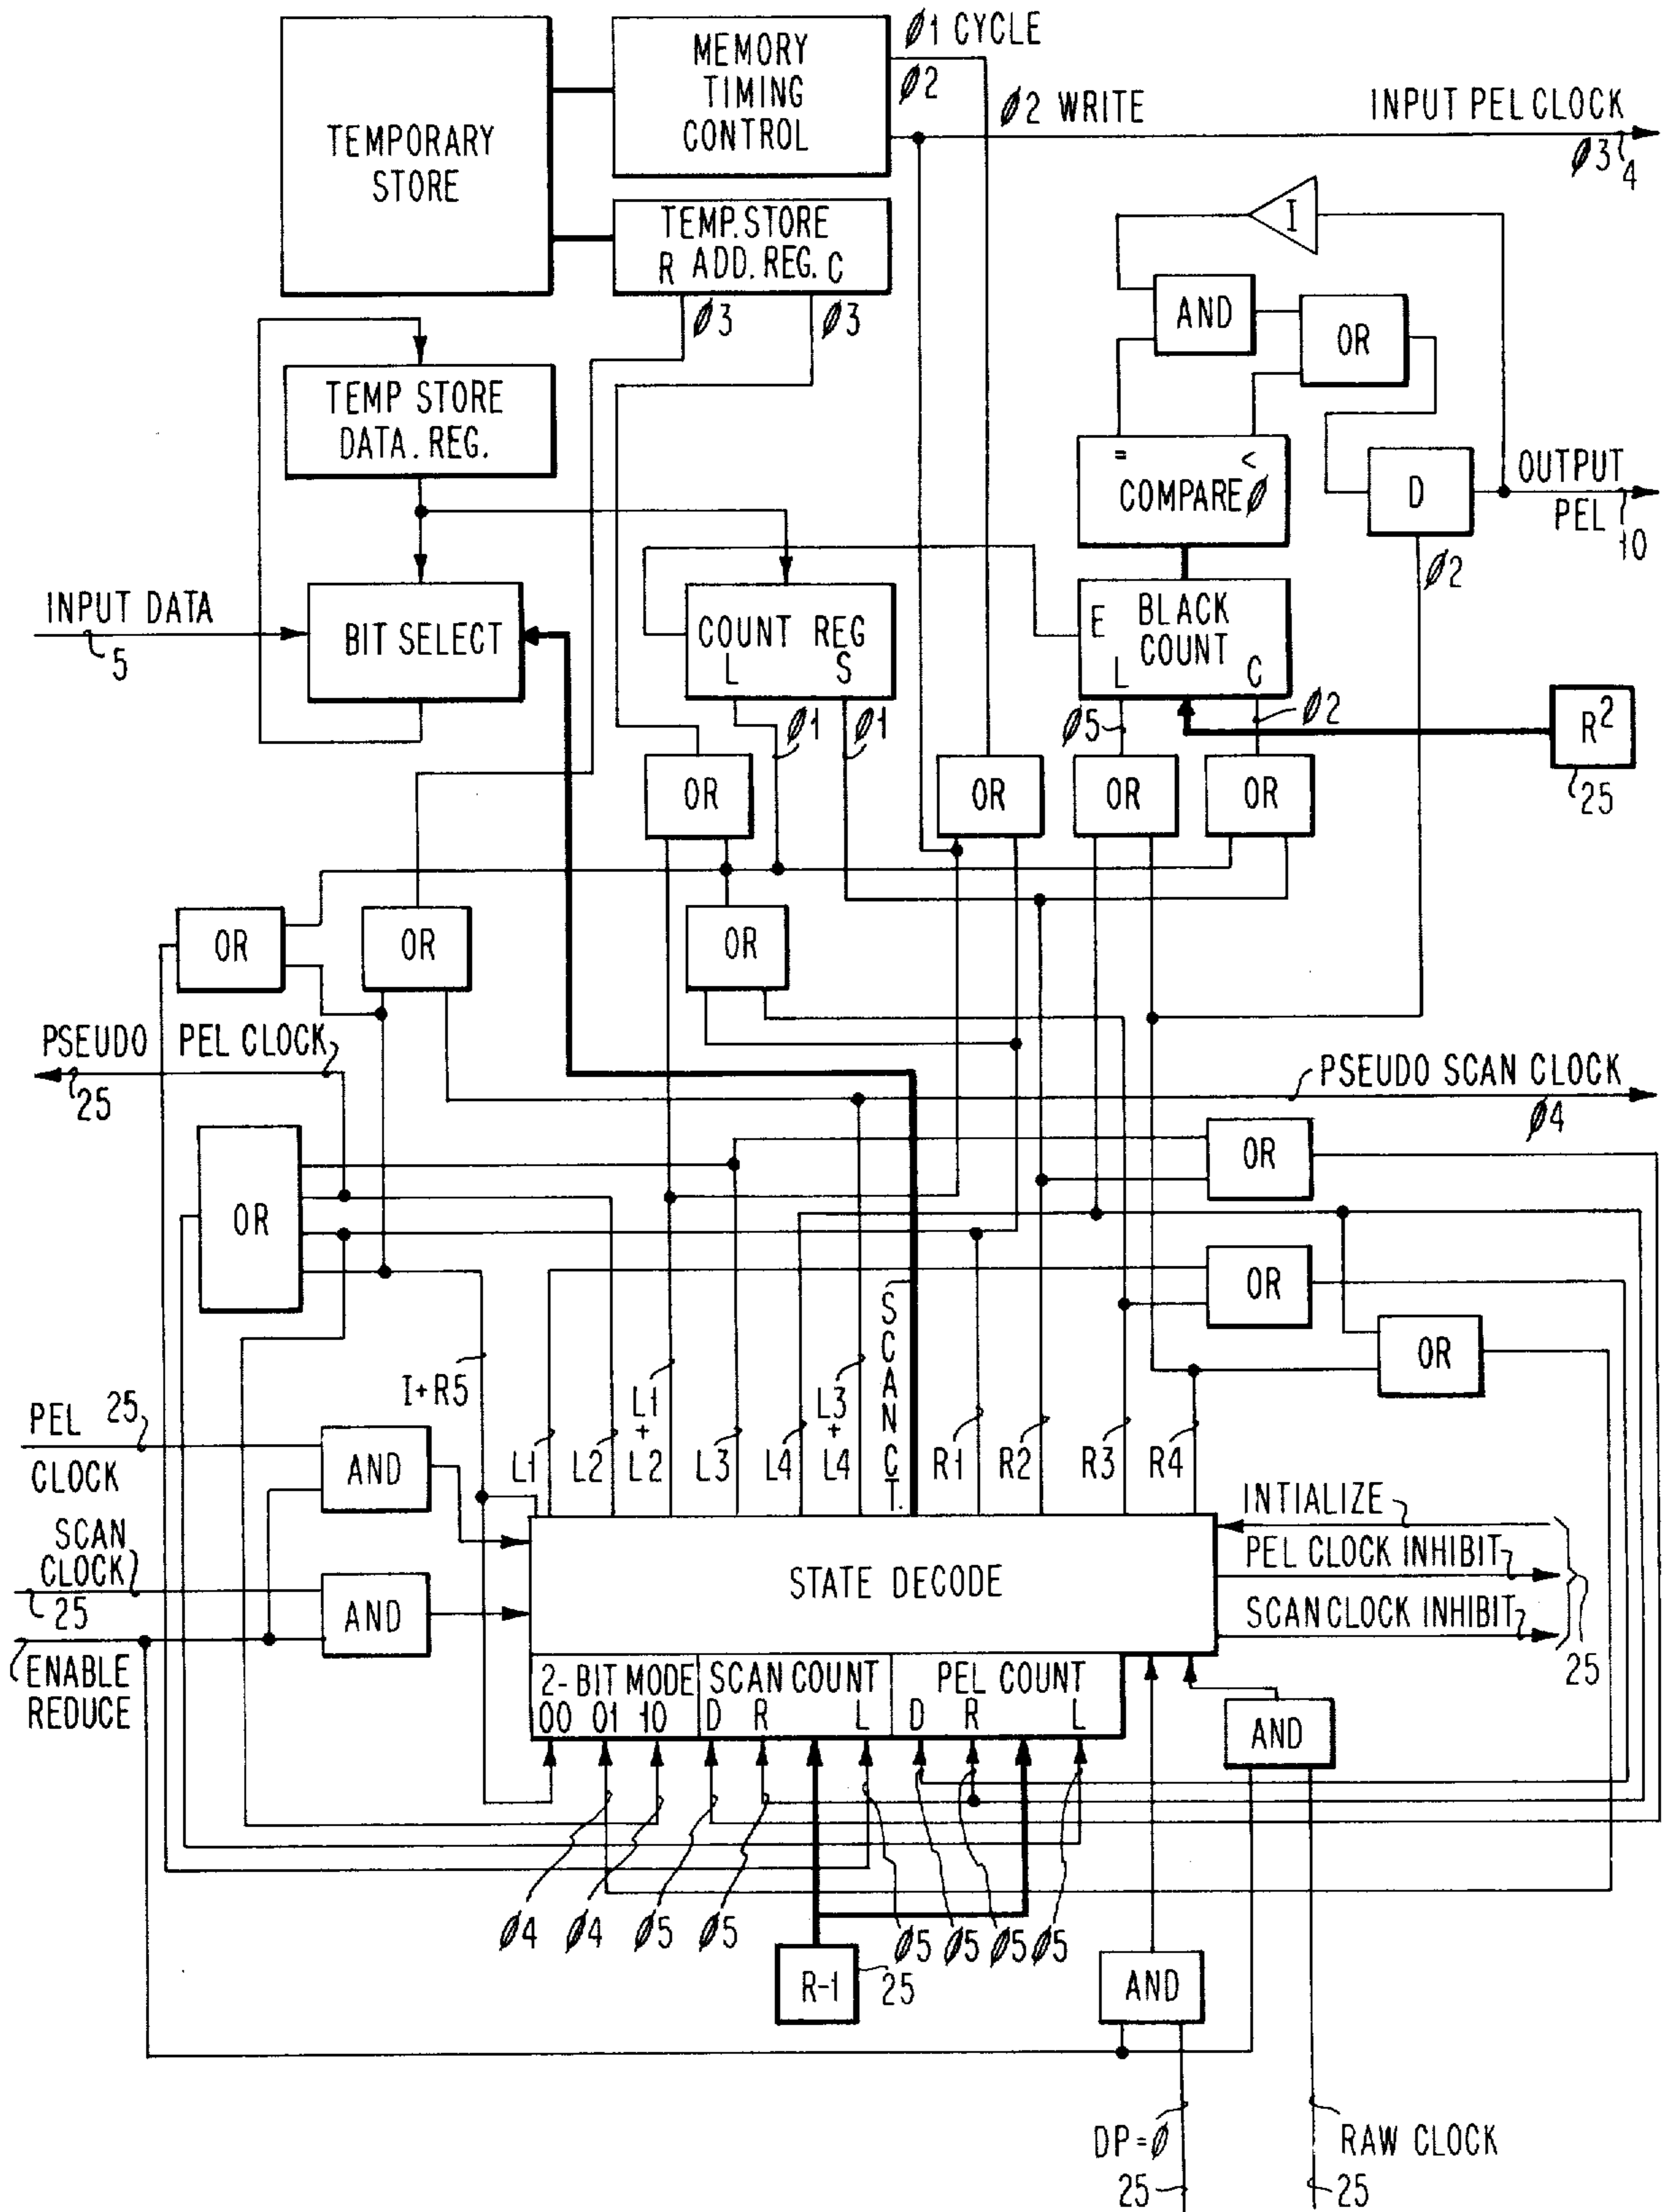 TEMPORARY
STORE
MEMORY
TIMING
CONTROL
Ø1 CYCLE
Ø2
Ø2 WRITE
INPUT PEL CLOCK
Ø3
4
TEMP. STORE
R ADD. REG. C
Ø3
Ø3
I
AND
OR
TEMP STORE
DATA. REG.
= <
COMPARE Ø
D
OUTPUT
PEL
10
Ø2
INPUT DATA
5
BIT SELECT
COUNT REG
L S
Ø1
Ø1
E BLACK
COUNT
L C
Ø5
Ø2
R2
25
OR
OR
OR
OR
OR
OR
OR
PSEUDO PEL CLOCK
25
PSEUDO SCAN CLOCK
Ø4
OR
OR
OR
OR
I+R5
L1
L2
L1
+
L2
L3
L4
L3
+
L4
SCAN CT.
R1
R2
R3
R4
PEL 25
CLOCK
AND
SCAN
CLOCK
25
AND
ENABLE
REDUCE
STATE DECODE
INTIALIZE
PEL CLOCK INHIBIT
SCAN CLOCK INHIBIT
25
2-BIT MODE
00 01 10
SCAN COUNT
D R L
PEL COUNT
D R L
AND
Ø4 Ø4 Ø5 Ø5
Ø5 Ø5 Ø5 Ø5
R-1
25
AND
DP=Ø
25
RAW CLOCK
25